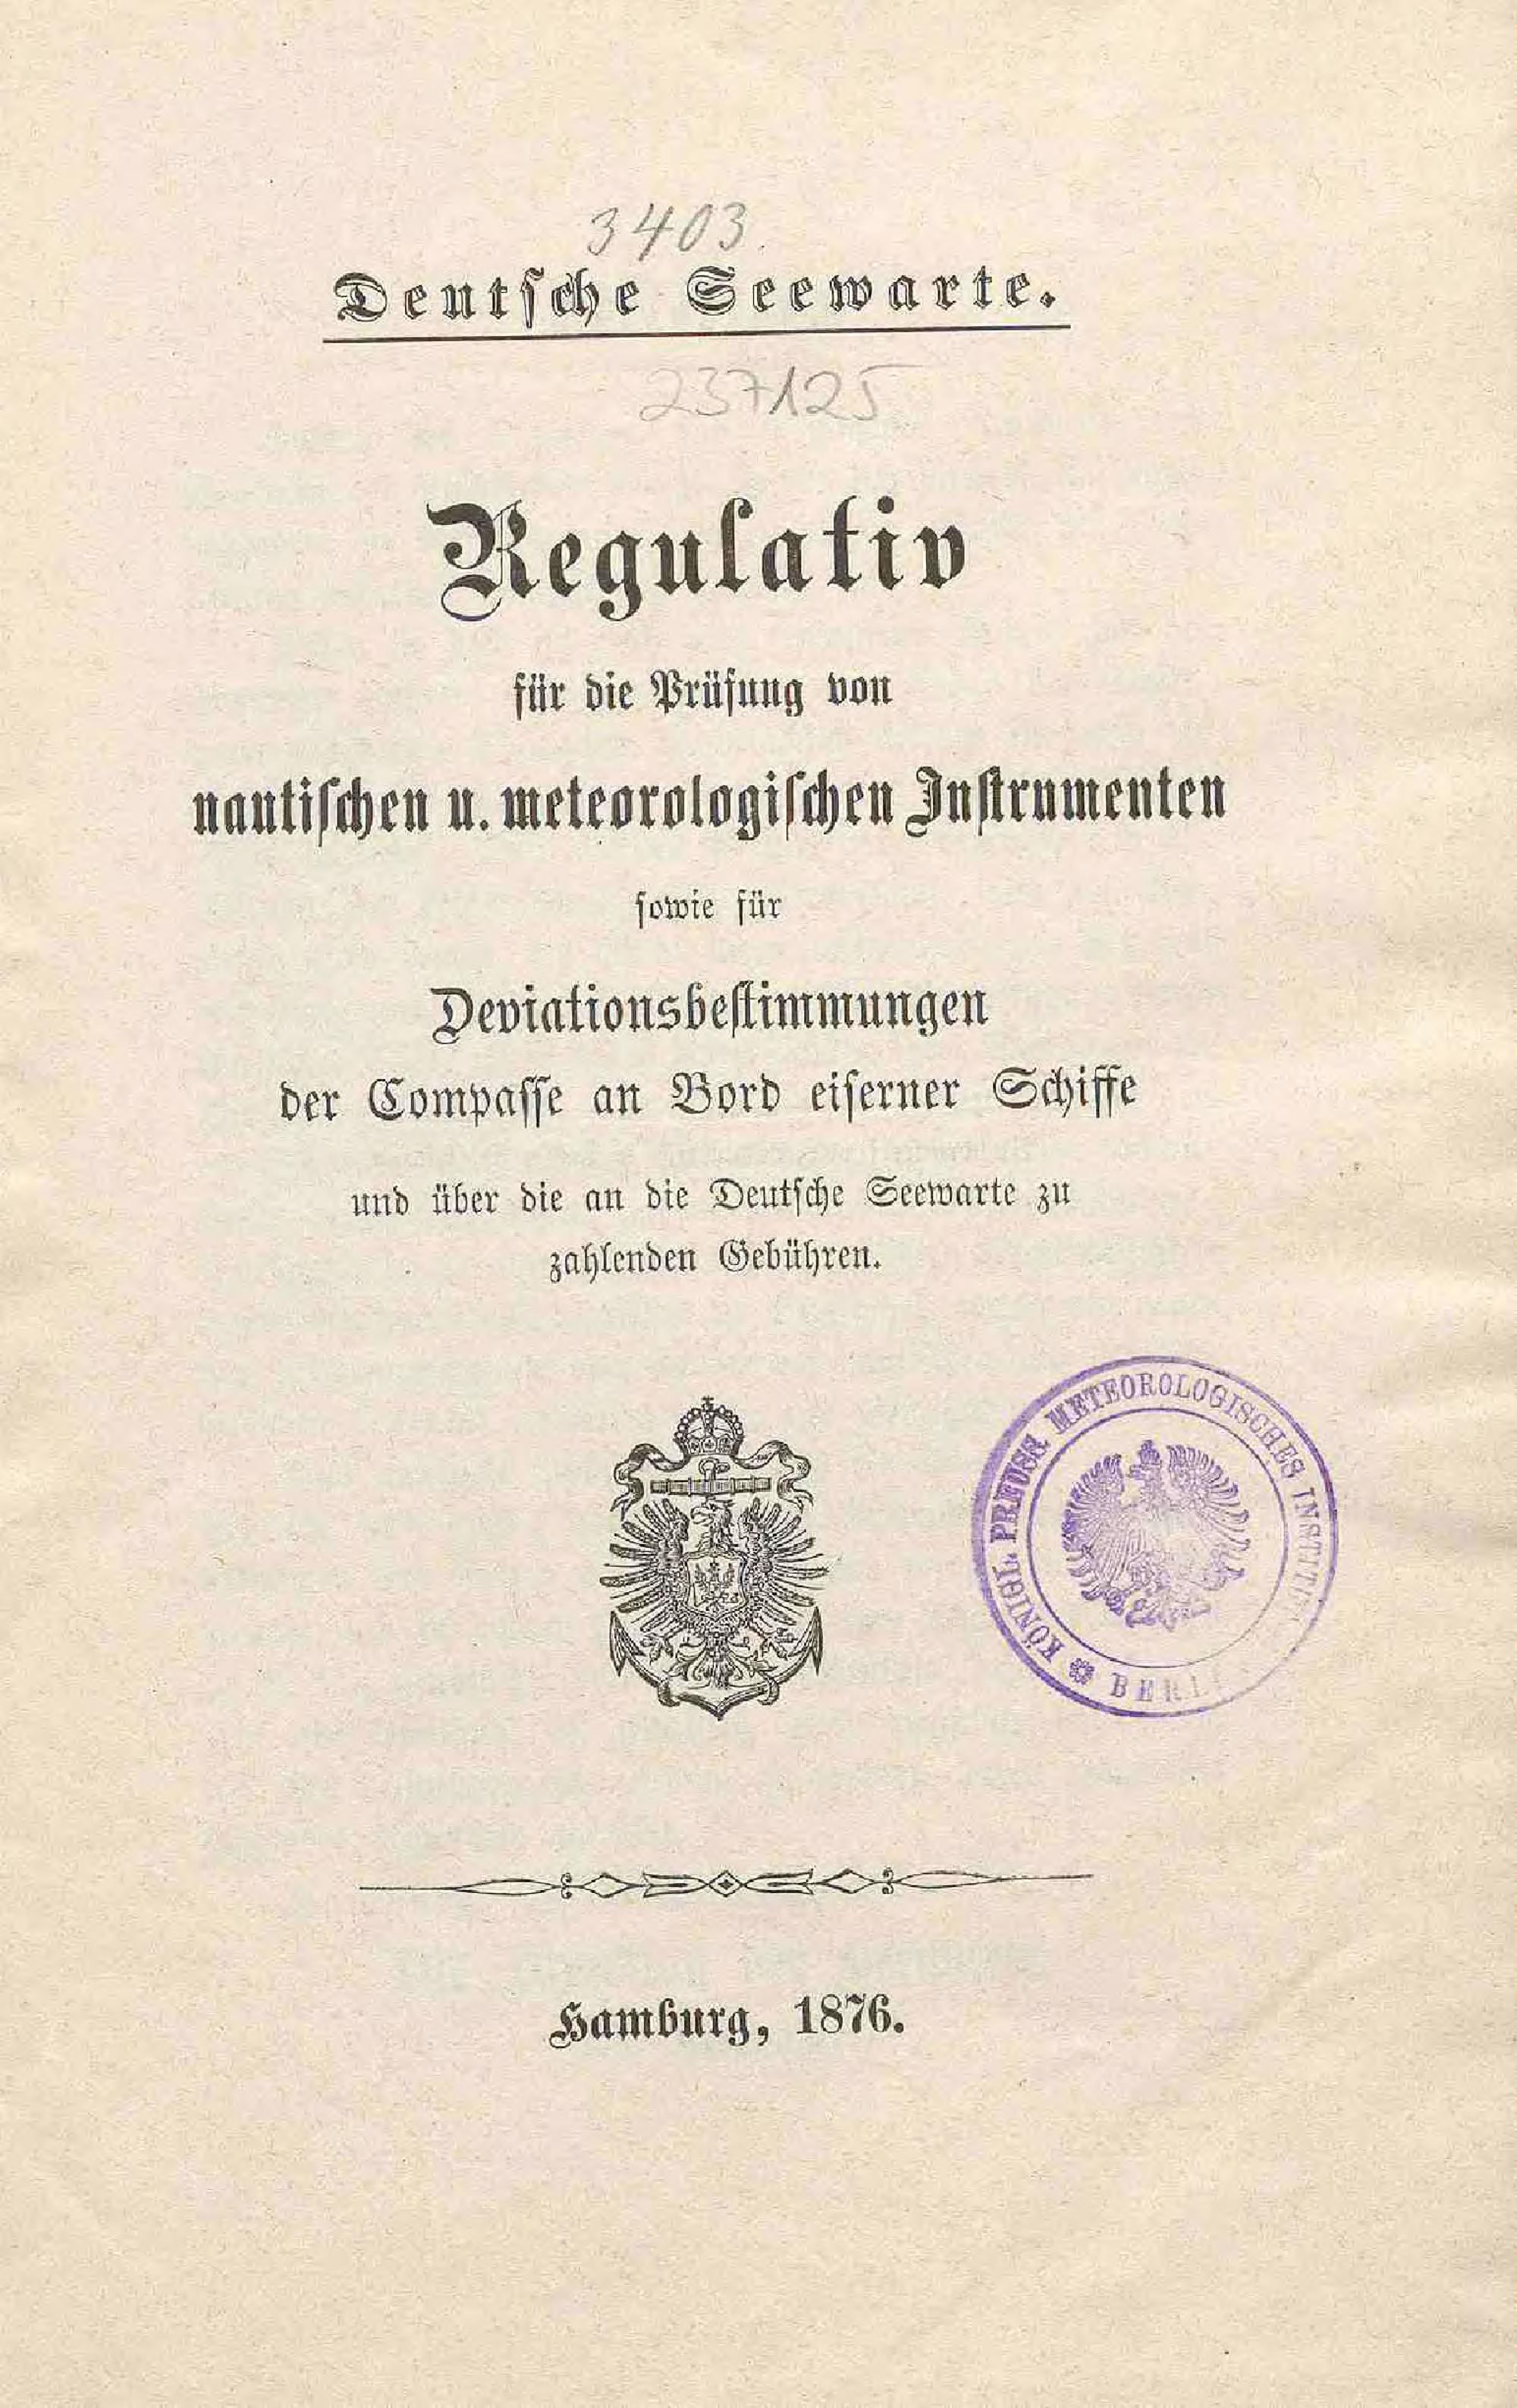 3403.
Deutsche Seewarte.
237125
Regulativ
für die Prüfung von
nautischen u. meteorologischen Instrumenten
sowie für
Deviationsbestimmungen
der Compasse an Bord eiserner Schiffe
und über die an die Deutsche Seewarte zu
zahlenden Gebühren.
KÖNIGL. PREUSS. METEOROLOGISCHES INSTITUT
BERLIN
Hamburg, 1876.